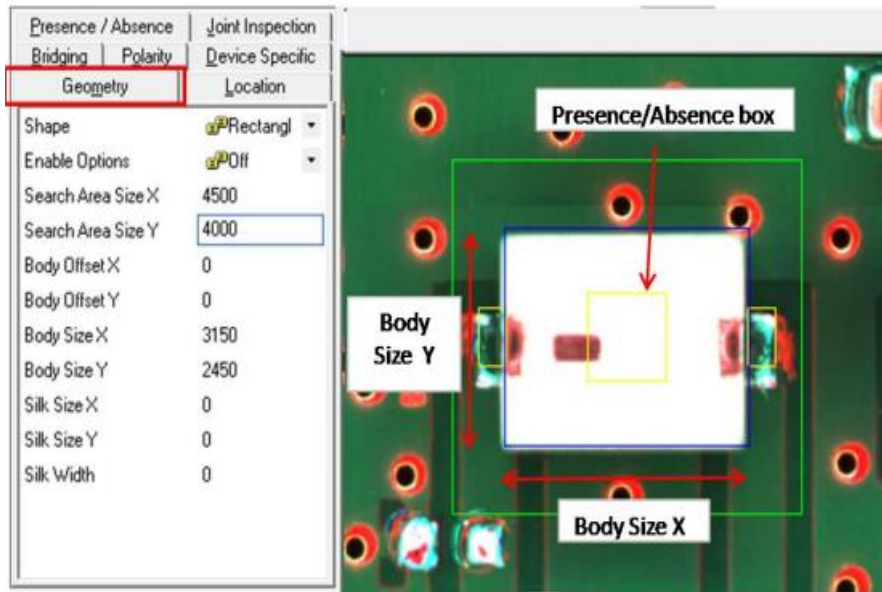 Presence / Absence
Joint Inspection
Bridging
Polarity
Device Specific
Geometry
Location
Shape
Rectangl
Enable Options
Off
Search Area Size X
4500
Search Area Size Y
4000
Body Offset X
0
Body Offset Y
0
Body Size X
3150
Body Size Y
2450
Silk Size X
0
Silk Size Y
0
Silk Width
0
Presence/Absence box
Body
Size Y
Body Size X